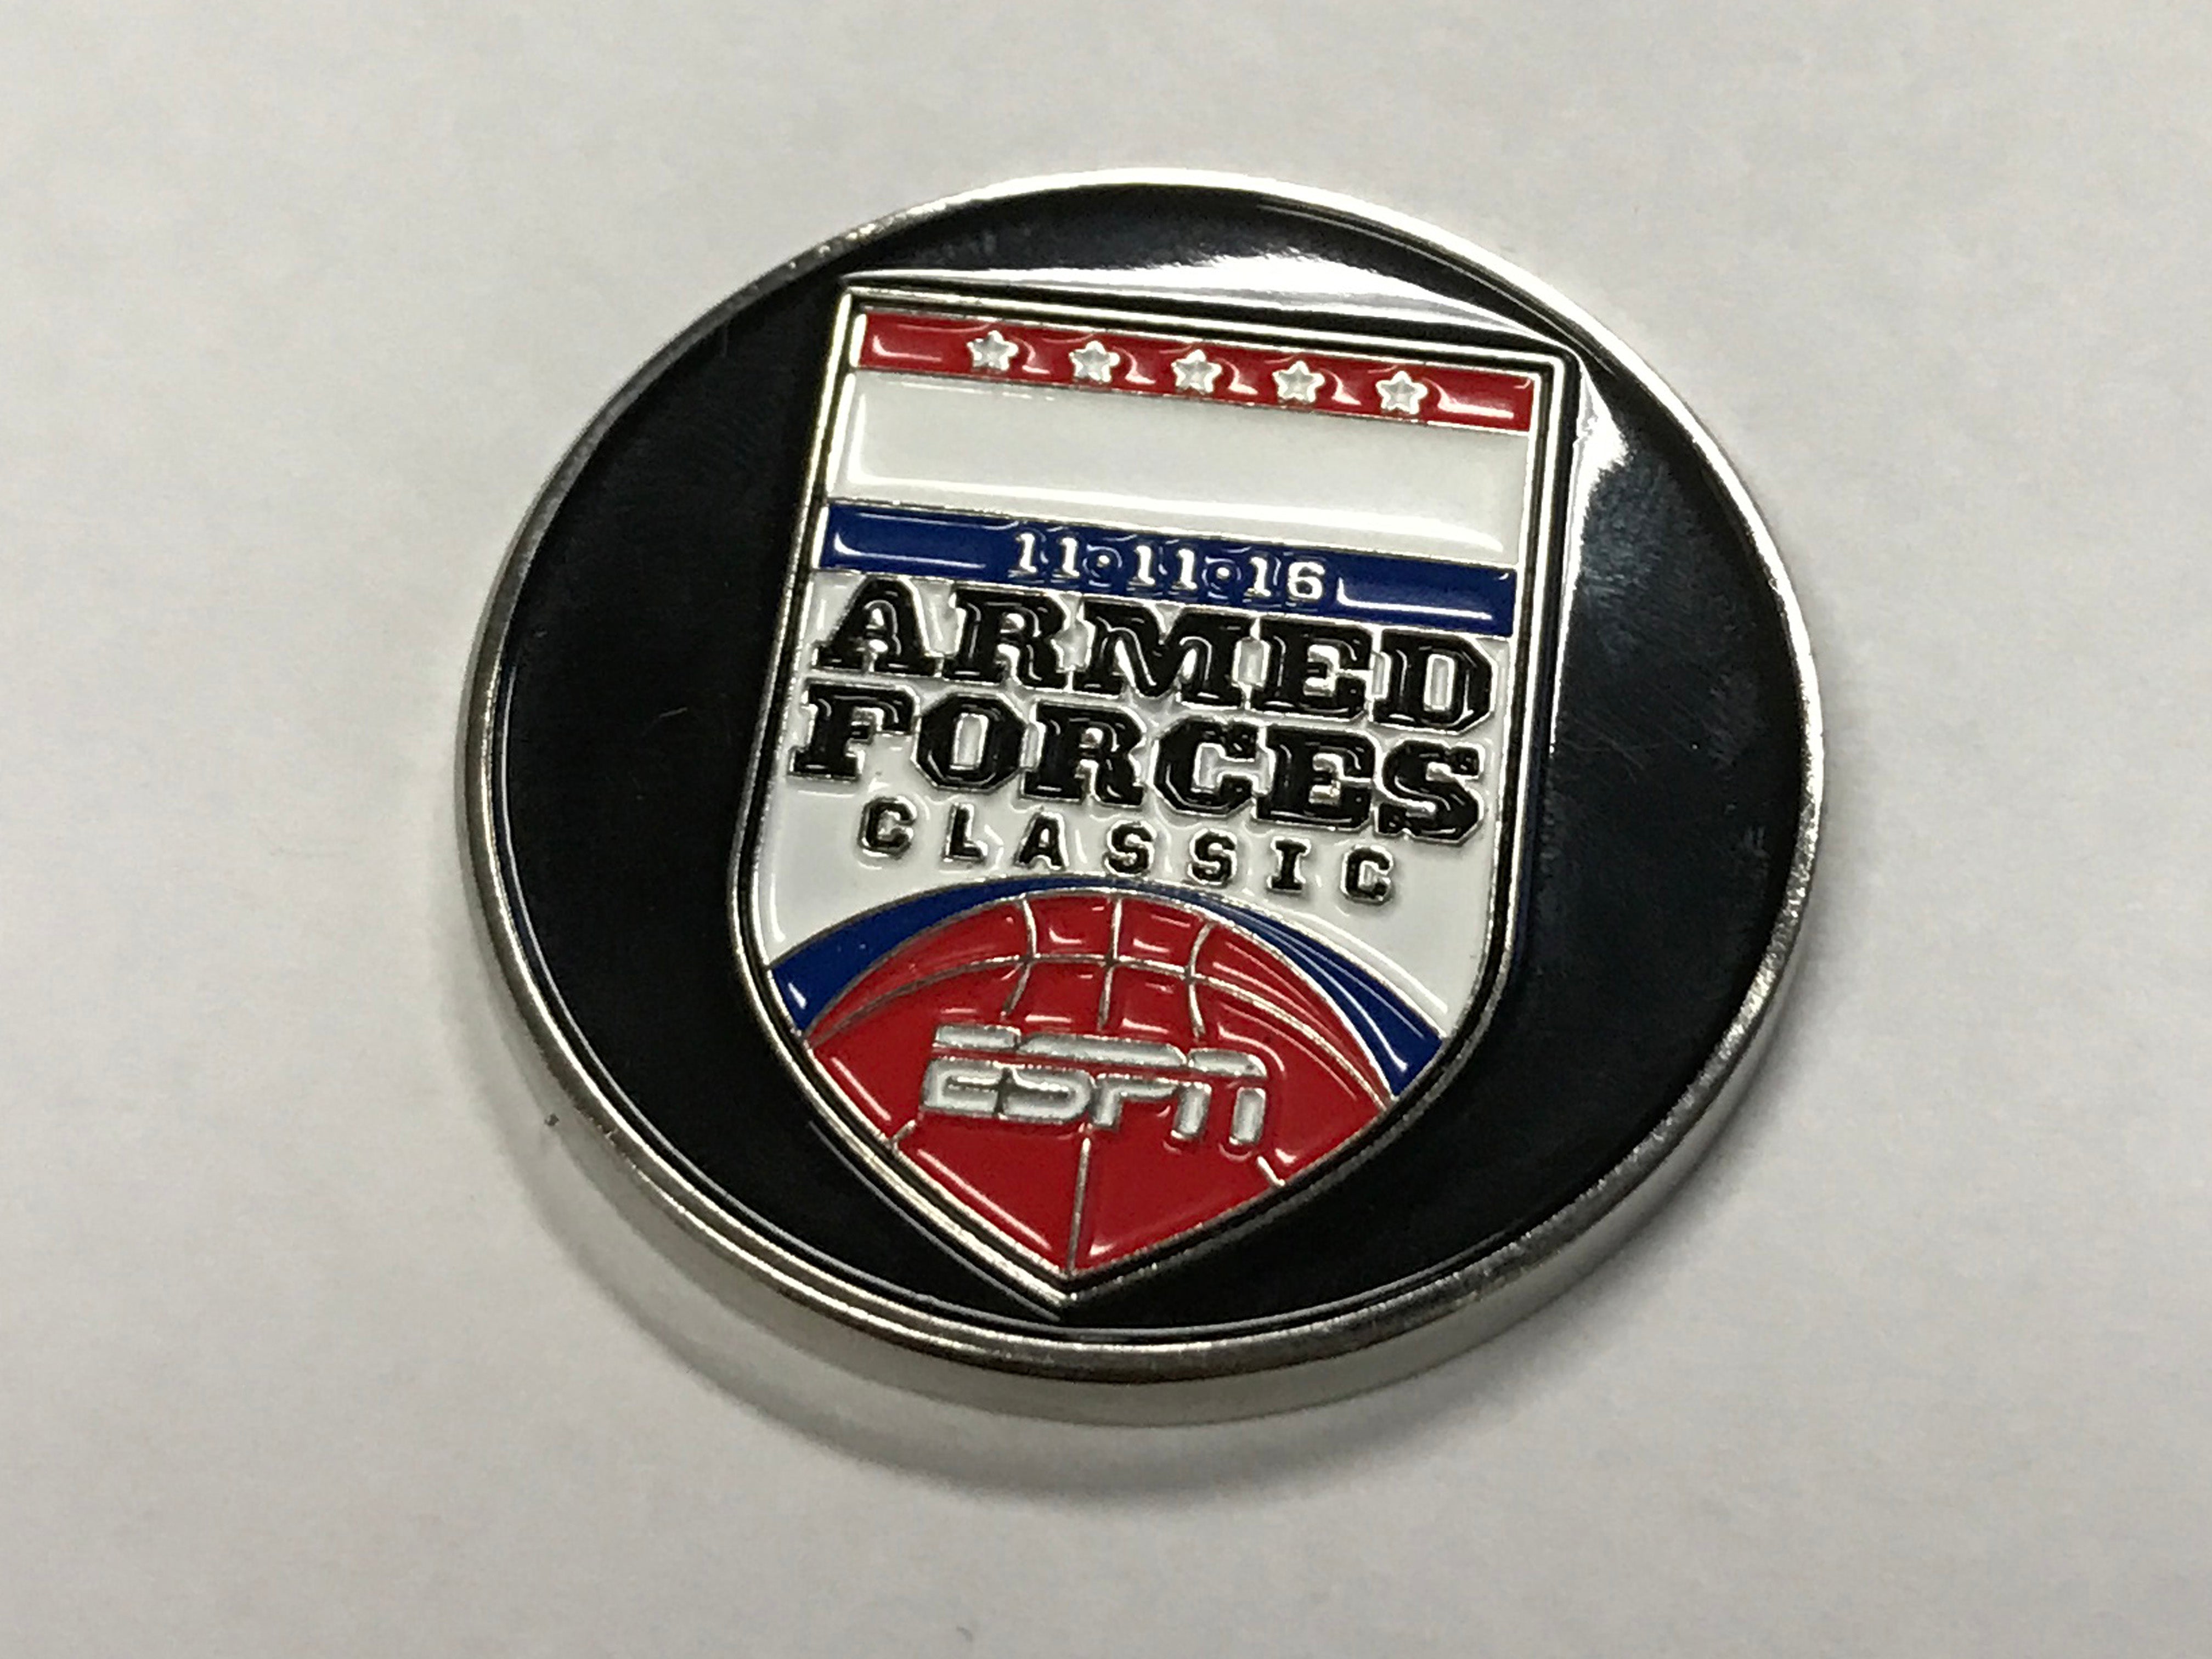 11•11•16
ARMED
FORCES
CLASSIC
ESPN